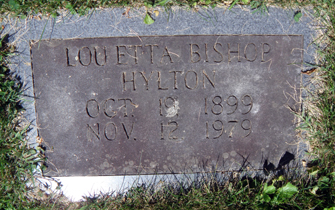 LOU ETTA BISHOP
HYLTON
OCT. 19, 1899
NOV. 12, 1979